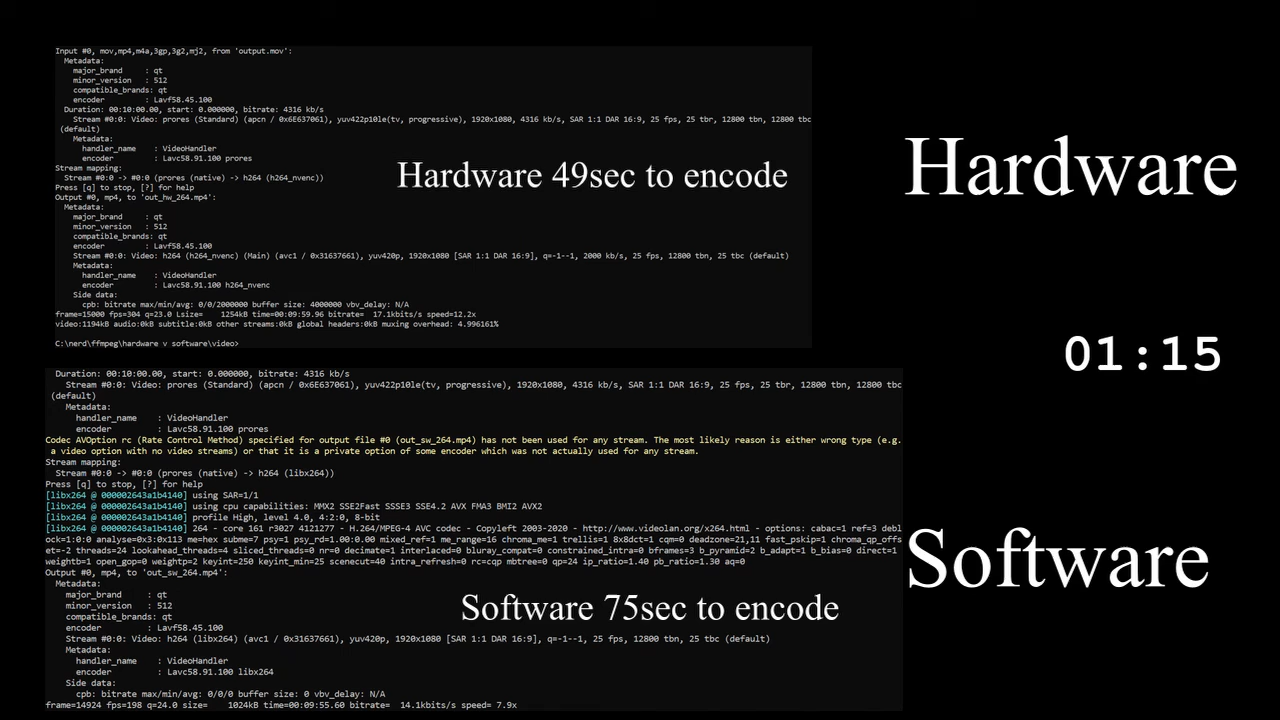 Input #0, mov,mp4,m4a,3gp,3g2,mj2, from 'output.mov':
Metadata:
major_brand     : qt
minor_version   : 512
compatible_brands: qt
encoder         : Lavf58.45.100
Duration: 00:10:00.00, start: 0.000000, bitrate: 4316 kb/s
Stream #0:0: Video: prores (Standard) (apcn / 0x6E637061), yuv422p10le(tv, progressive), 1920x1080, 4316 kb/s, SAR 1:1 DAR 16:9, 25 fps, 25 tbr, 12800 tbn, 12800 tbc
(default)
Metadata:
handler_name    : VideoHandler
encoder         : Lavc58.91.100 prores
Stream mapping:
Stream #0:0 -> #0:0 (prores (native) -> h264 (h264_nvenc))
Press [q] to stop, [?] for help
Output #0, mp4, to 'out_hw_264.mp4':
Metadata:
major_brand     : qt
minor_version   : 512
compatible_brands: qt
encoder         : Lavf58.45.100
Stream #0:0: Video: h264 (h264_nvenc) (Main) (avc1 / 0x31637661), yuv420p, 1920x1080 [SAR 1:1 DAR 16:9], q=-1--1, 2000 kb/s, 25 fps, 12800 tbn, 25 tbc (default)
Metadata:
handler_name    : VideoHandler
encoder         : Lavc58.91.100 h264_nvenc
Side data:
cpb: bitrate max/min/avg: 0/0/2000000 buffer size: 4000000 vbv_delay: N/A
frame=15000 fps=304 q=23.0 Lsize=    1254kB time=00:09:59.96 bitrate=  17.1kbits/s speed=12.2x
video:1194kB audio:0kB subtitle:0kB other streams:0kB global headers:0kB muxing overhead: 4.996161%
C:\nerd\ffmpeg\hardware v software\video>
Hardware 49sec to encode
Hardware
01:15
Duration: 00:10:00.00, start: 0.000000, bitrate: 4316 kb/s
Stream #0:0: Video: prores (Standard) (apcn / 0x6E637061), yuv422p10le(tv, progressive), 1920x1080, 4316 kb/s, SAR 1:1 DAR 16:9, 25 fps, 25 tbr, 12800 tbn, 12800 tbc
(default)
Metadata:
handler_name    : VideoHandler
encoder         : Lavc58.91.100 prores
Codec AVOption rc (Rate Control Method) specified for output file #0 (out_sw_264.mp4) has not been used for any stream. The most likely reason is either wrong type (e.g.
a video option with no video streams) or that it is a private option of some encoder which was not actually used for any stream.
Stream mapping:
Stream #0:0 -> #0:0 (prores (native) -> h264 (libx264))
Press [q] to stop, [?] for help
[libx264 @ 000002643a1b4140] using SAR=1/1
[libx264 @ 000002643a1b4140] using cpu capabilities: MMX2 SSE2Fast SSSE3 SSE4.2 AVX FMA3 BMI2 AVX2
[libx264 @ 000002643a1b4140] profile High, level 4.0, 4:2:0, 8-bit
[libx264 @ 000002643a1b4140] 264 - core 161 r3027 4121277 - H.264/MPEG-4 AVC codec - Copyleft 2003-2020 - http://www.videolan.org/x264.html - options: cabac=1 ref=3 debl
ock=1:0:0 analyse=0x3:0x113 me=hex subme=7 psy=1 psy_rd=1.00:0.00 mixed_ref=1 me_range=16 chroma_me=1 trellis=1 8x8dct=1 cqm=0 deadzone=21,11 fast_pskip=1 chroma_qp_offs
et=-2 threads=24 lookahead_threads=4 sliced_threads=0 nr=0 decimate=1 interlaced=0 bluray_compat=0 constrained_intra=0 bframes=3 b_pyramid=2 b_adapt=1 b_bias=0 direct=1
weightb=1 open_gop=0 weightp=2 keyint=250 keyint_min=25 scenecut=40 intra_refresh=0 rc=cqp mbtree=0 qp=24 ip_ratio=1.40 pb_ratio=1.30 aq=0
Output #0, mp4, to 'out_sw_264.mp4':
Metadata:
major_brand     : qt
minor_version   : 512
compatible_brands: qt
encoder         : Lavf58.45.100
Stream #0:0: Video: h264 (libx264) (avc1 / 0x31637661), yuv420p, 1920x1080 [SAR 1:1 DAR 16:9], q=-1--1, 25 fps, 12800 tbn, 25 tbc (default)
Metadata:
handler_name    : VideoHandler
encoder         : Lavc58.91.100 libx264
Side data:
cpb: bitrate max/min/avg: 0/0/0 buffer size: 0 vbv_delay: N/A
frame=14924 fps=198 q=24.0 size=    1024kB time=00:09:55.60 bitrate=  14.1kbits/s speed= 7.9x
Software 75sec to encode
Software